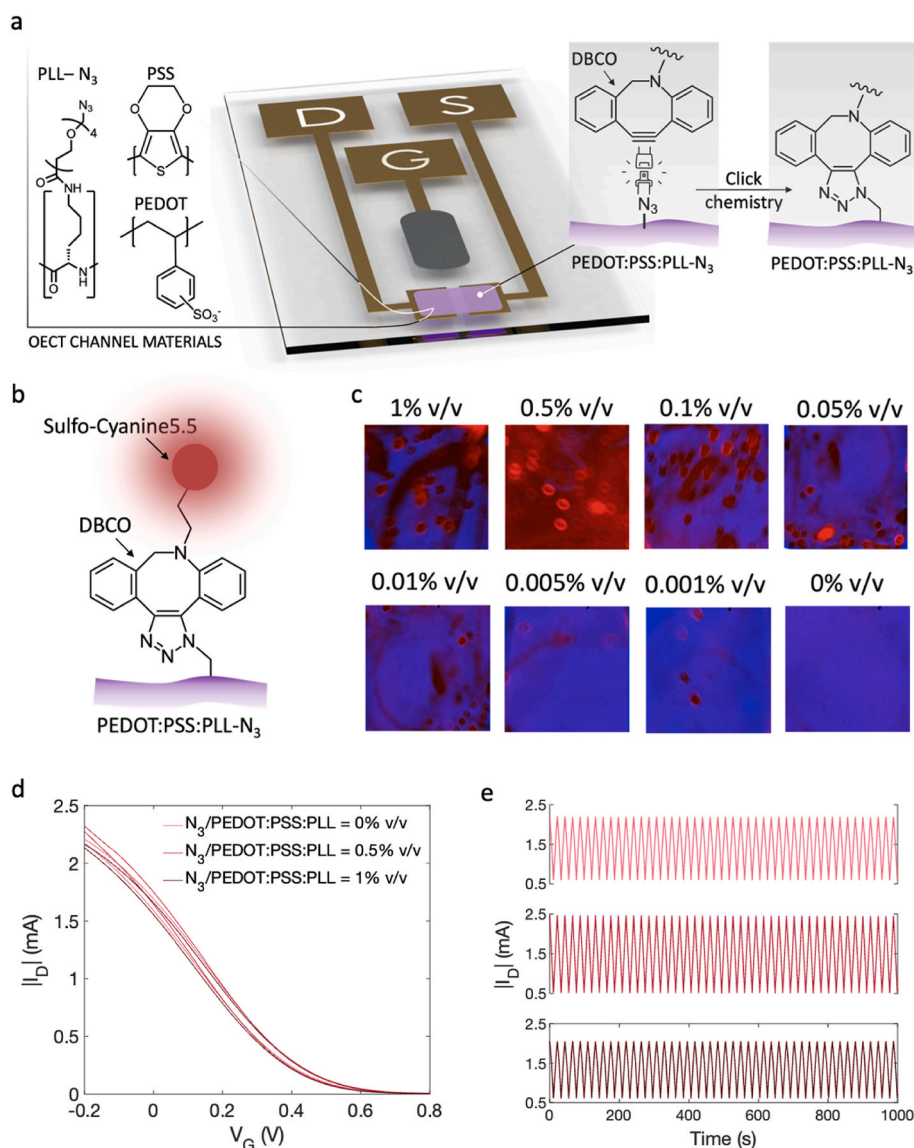 a
PLL– N3
PSS
N3
O
4
O
NH
O
N
H
O
O
S
PEDOT
SO3-
OECT CHANNEL MATERIALS
D
S
G
DBCO
N
N3
PEDOT:PSS:PLL-N3
Click
chemistry
N
N
N
N
PEDOT:PSS:PLL-N3
b
Sulfo-Cyanine5.5
DBCO
N
N
N
N
PEDOT:PSS:PLL-N3
c
1% v/v
0.5% v/v
0.1% v/v
0.05% v/v
0.01% v/v
0.005% v/v
0.001% v/v
0% v/v
d
|ID| (mA)
2.5
2
1.5
1
0.5
0
-0.2
0
0.2
0.4
0.6
0.8
VG (V)
N3/PEDOT:PSS:PLL = 0% v/v
N3/PEDOT:PSS:PLL = 0.5% v/v
N3/PEDOT:PSS:PLL = 1% v/v
e
|ID| (mA)
2.5
1.5
0.5
2.5
1.5
0.5
2.5
1.5
0.5
0
200
400
600
800
1000
Time (s)